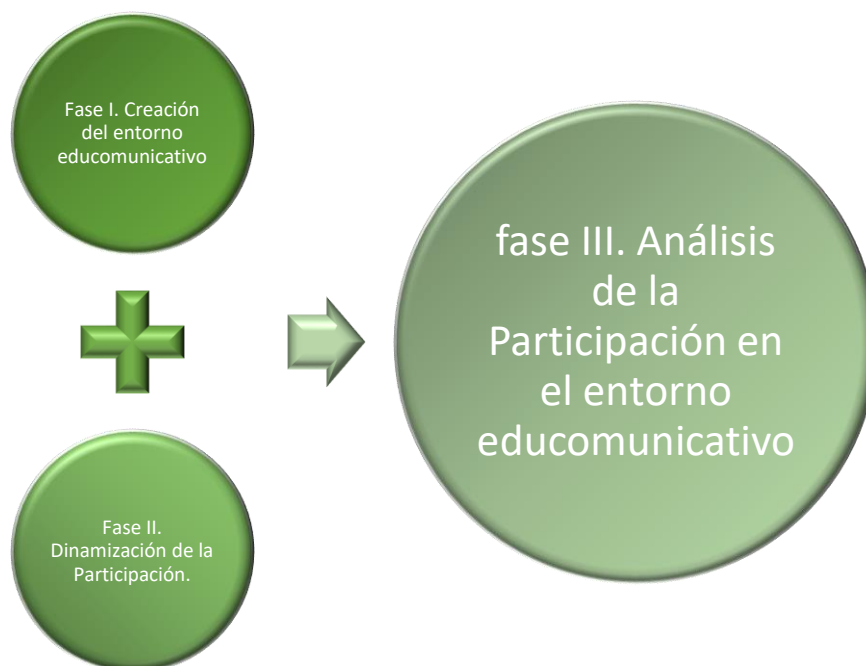 Fase I. Creación
del entorno
educomunicativo
Fase II.
Dinamización de la
Participación.
fase III. Análisis
de la
Participación en
el entorno
educomunicativo